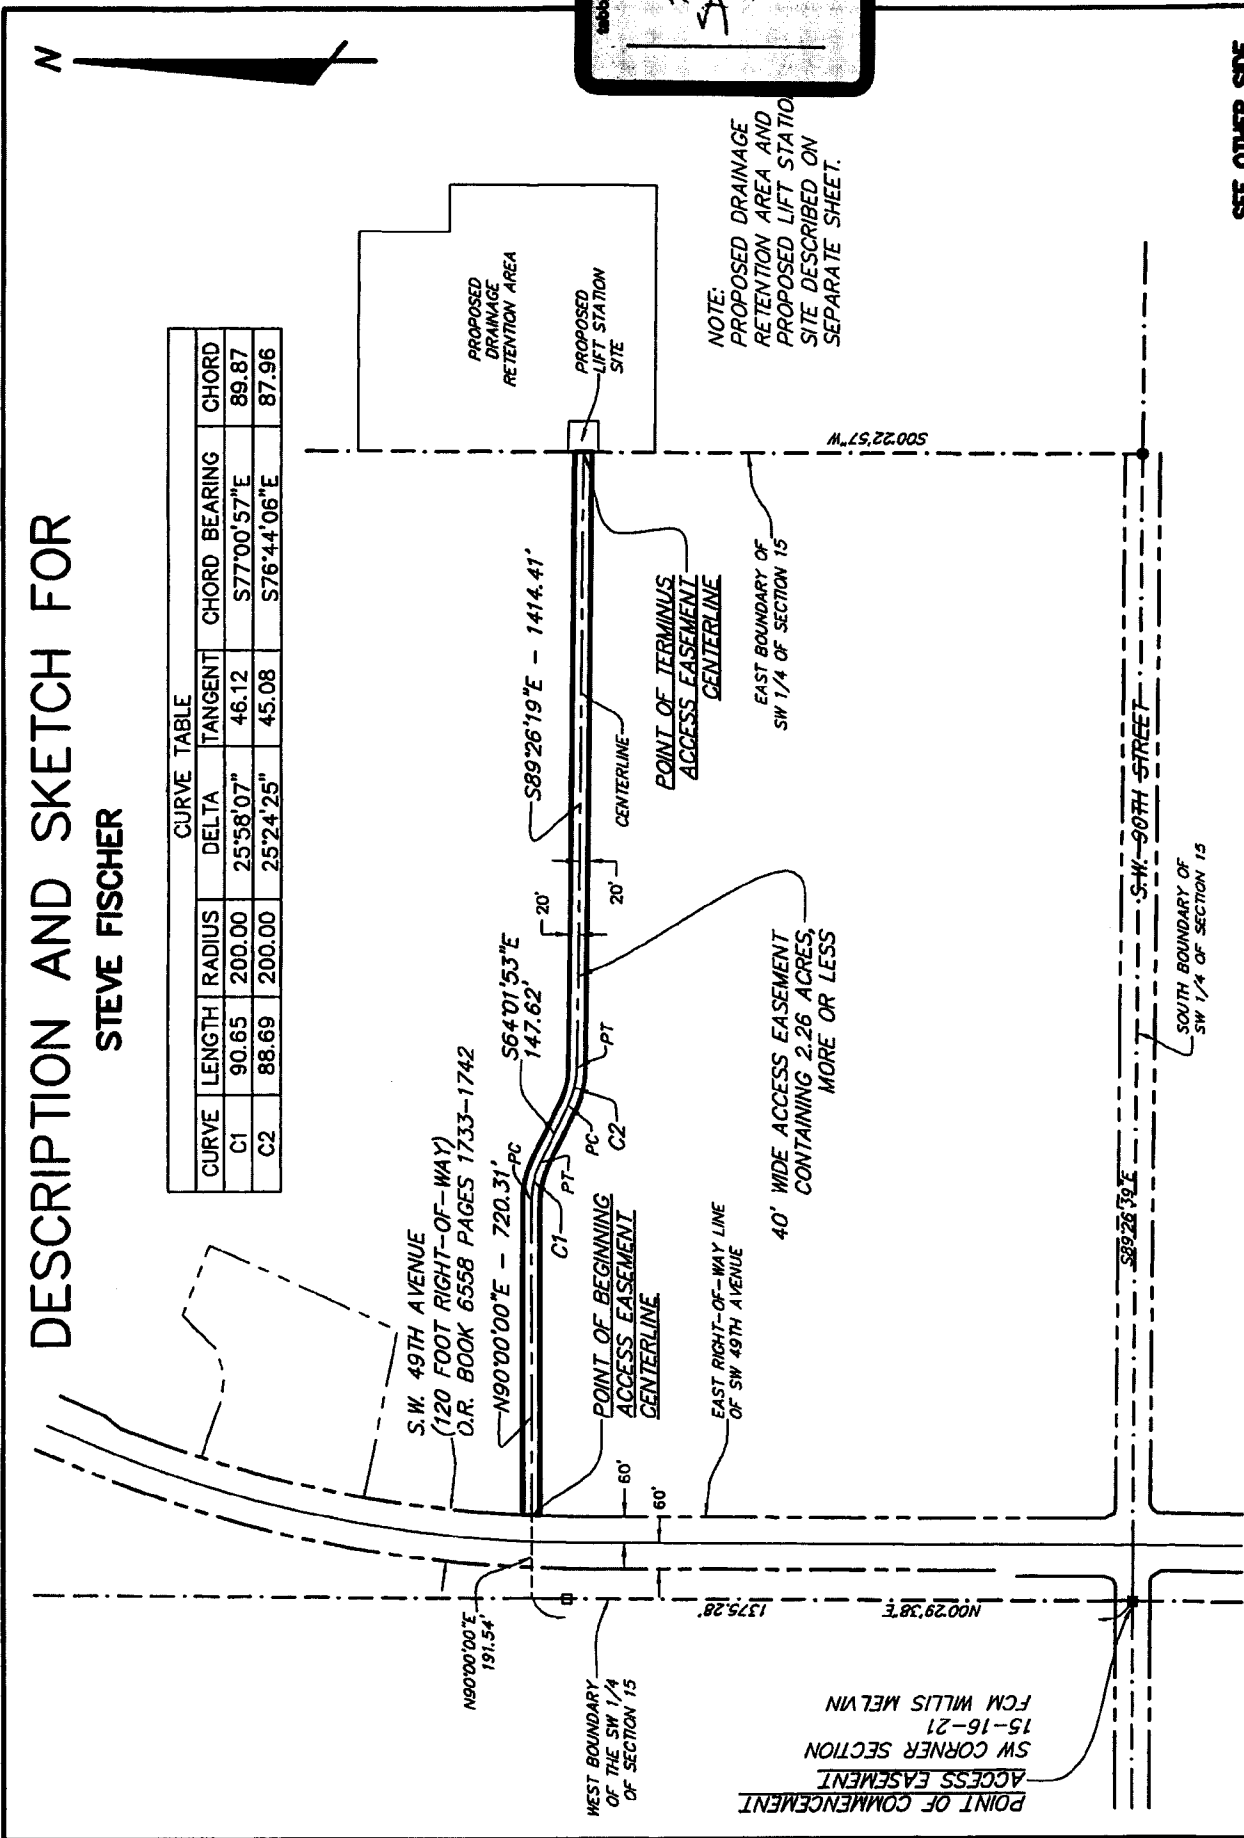 DESCRIPTION AND SKETCH FOR
STEVE FISCHER
N
CURVE TABLE
CURVE LENGTH RADIUS DELTA TANGENT CHORD BEARING CHORD
C1 90.65 200.00 25°58'07" 46.12 S77°00'57"E 89.87
C2 88.69 200.00 25°24'25" 45.08 S76°44'06"E 87.96
S.W. 49TH AVENUE
(120 FOOT RIGHT-OF-WAY)
O.R. BOOK 6558 PAGES 1733-1742
N90°00'00"E
191.54'
N90°00'00"E - 720.31'
PC
C1
PT
S64°01'53"E
147.62'
PC
C2
PT
20'
20'
S89°26'19"E - 1414.41'
CENTERLINE
PROPOSED
DRAINAGE
RETENTION AREA
PROPOSED
LIFT STATION
SITE
POINT OF BEGINNING
ACCESS EASEMENT
CENTERLINE
60'
60'
POINT OF TERMINUS
ACCESS EASEMENT
CENTERLINE
NOTE:
PROPOSED DRAINAGE
RETENTION AREA AND
PROPOSED LIFT STATIO
SITE DESCRIBED ON
SEPARATE SHEET.
WEST BOUNDARY
OF THE SW 1/4
OF SECTION 15
1375.28'
N00°29'38"E
EAST RIGHT-OF-WAY LINE
OF SW 49TH AVENUE
40' WIDE ACCESS EASEMENT
CONTAINING 2.26 ACRES,
MORE OR LESS
EAST BOUNDARY OF
SW 1/4 OF SECTION 15
S00°22'57"W
POINT OF COMMENCEMENT
ACCESS EASEMENT
SW CORNER SECTION
15-16-21
FCM WILLIS MELVIN
S89°26'39"E
S.W. 90TH STREET
SOUTH BOUNDARY OF
SW 1/4 OF SECTION 15
SEE OTHER SIDE